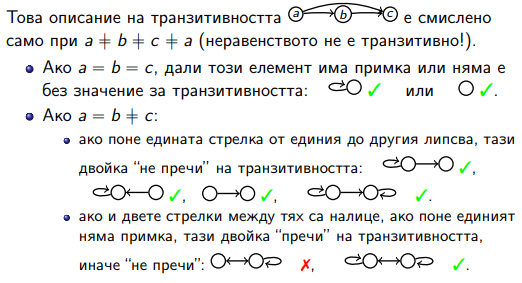 Това описание на транзитивността a b c е смислено
само при a ≠ b ≠ c ≠ a (неравенството не е транзитивно!).
Ако a = b = c, дали този елемент има примка или няма е
без значение за транзитивността: ✓ или ✓.
Ако a = b ≠ c:
ако поне едната стрелка от единия до другия липсва, тази
двойка “не пречи” на транзитивността: ✓,
✓, ✓, ✓.
ако и двете стрелки между тях са налице, ако поне единият
няма примка, тази двойка “пречи” на транзитивността,
иначе “не пречи”: ✗, ✓.